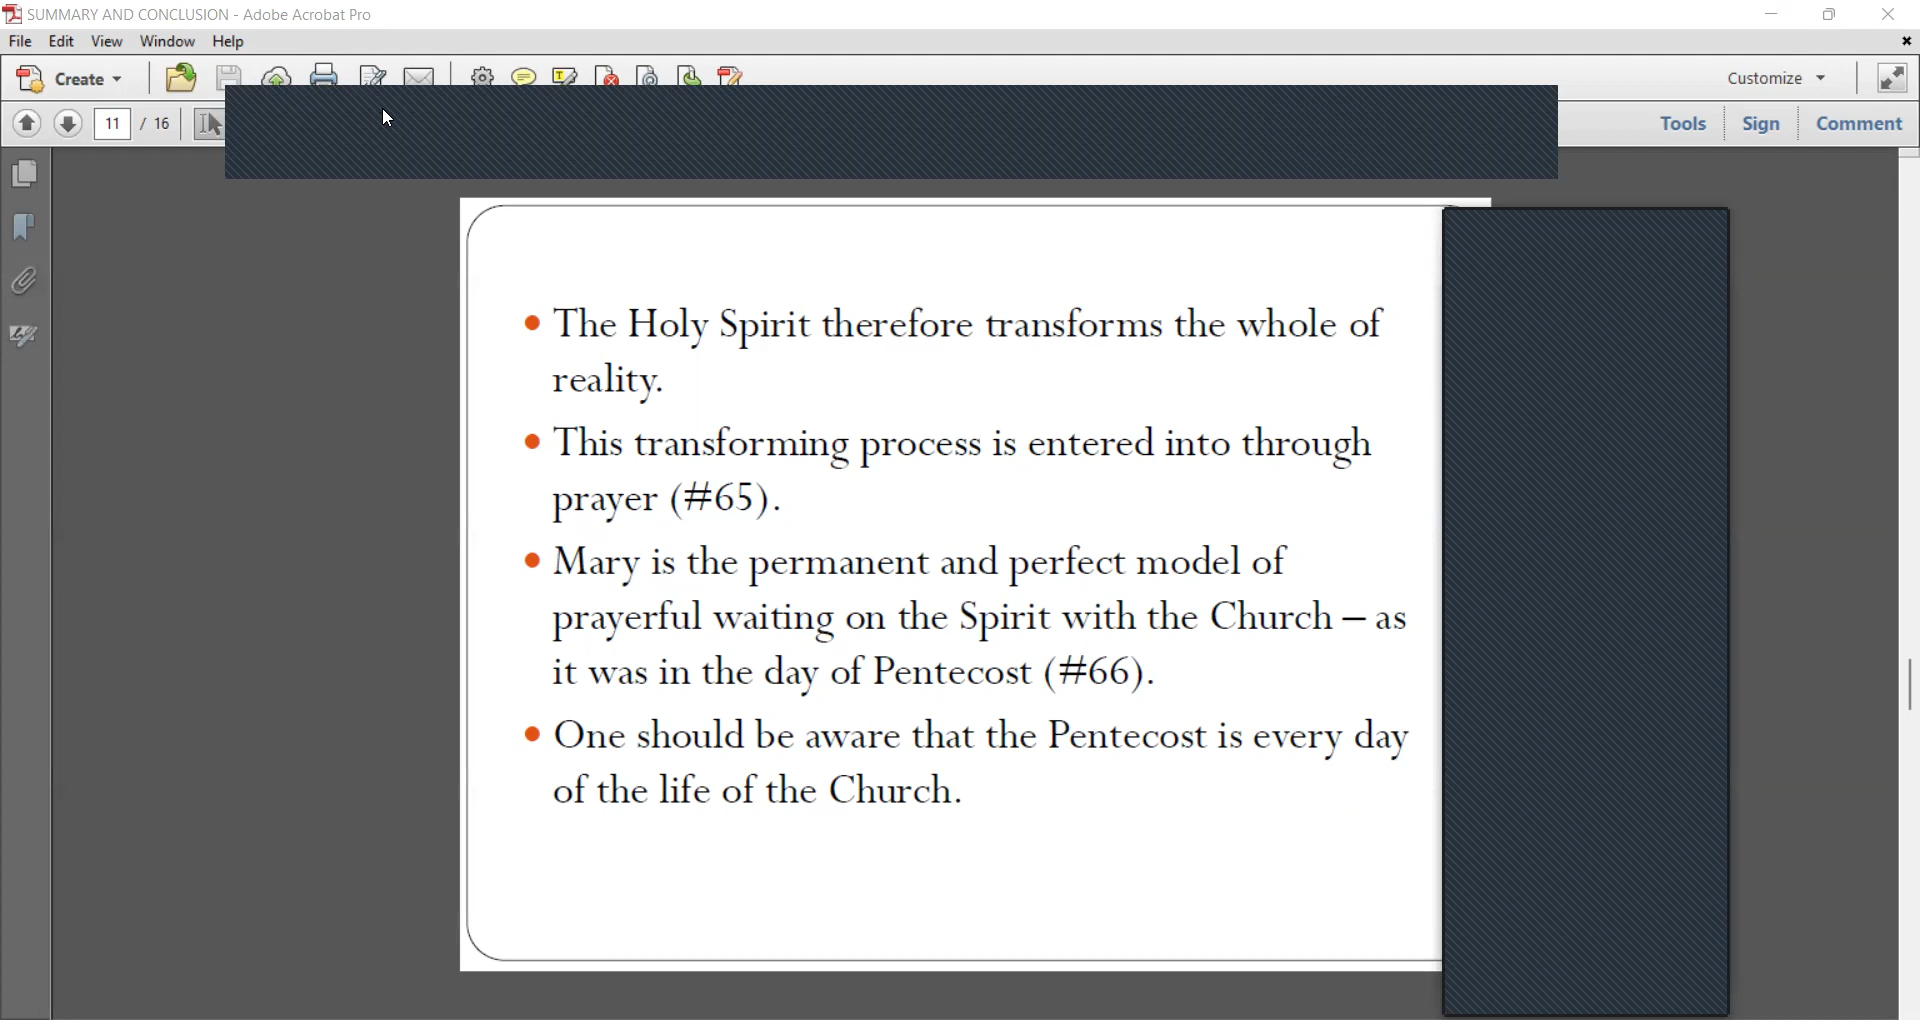 SUMMARY AND CONCLUSION - Adobe Acrobat Pro
File Edit View Window Help
Create
Customize
11 / 16
Tools Sign Comment
• The Holy Spirit therefore transforms the whole of
reality.
• This transforming process is entered into through
prayer (#65).
• Mary is the permanent and perfect model of
prayerful waiting on the Spirit with the Church – as
it was in the day of Pentecost (#66).
• One should be aware that the Pentecost is every day
of the life of the Church.